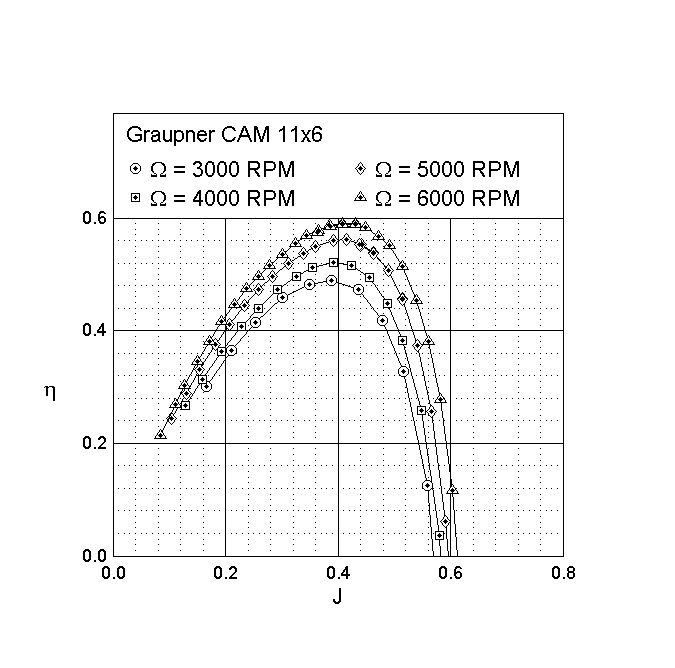 Graupner CAM 11x6
Ω = 3000 RPM
Ω = 5000 RPM
Ω = 4000 RPM
Ω = 6000 RPM
0.6
0.4
η
0.2
0.0
0.0 0.2 0.4 0.6 0.8
J